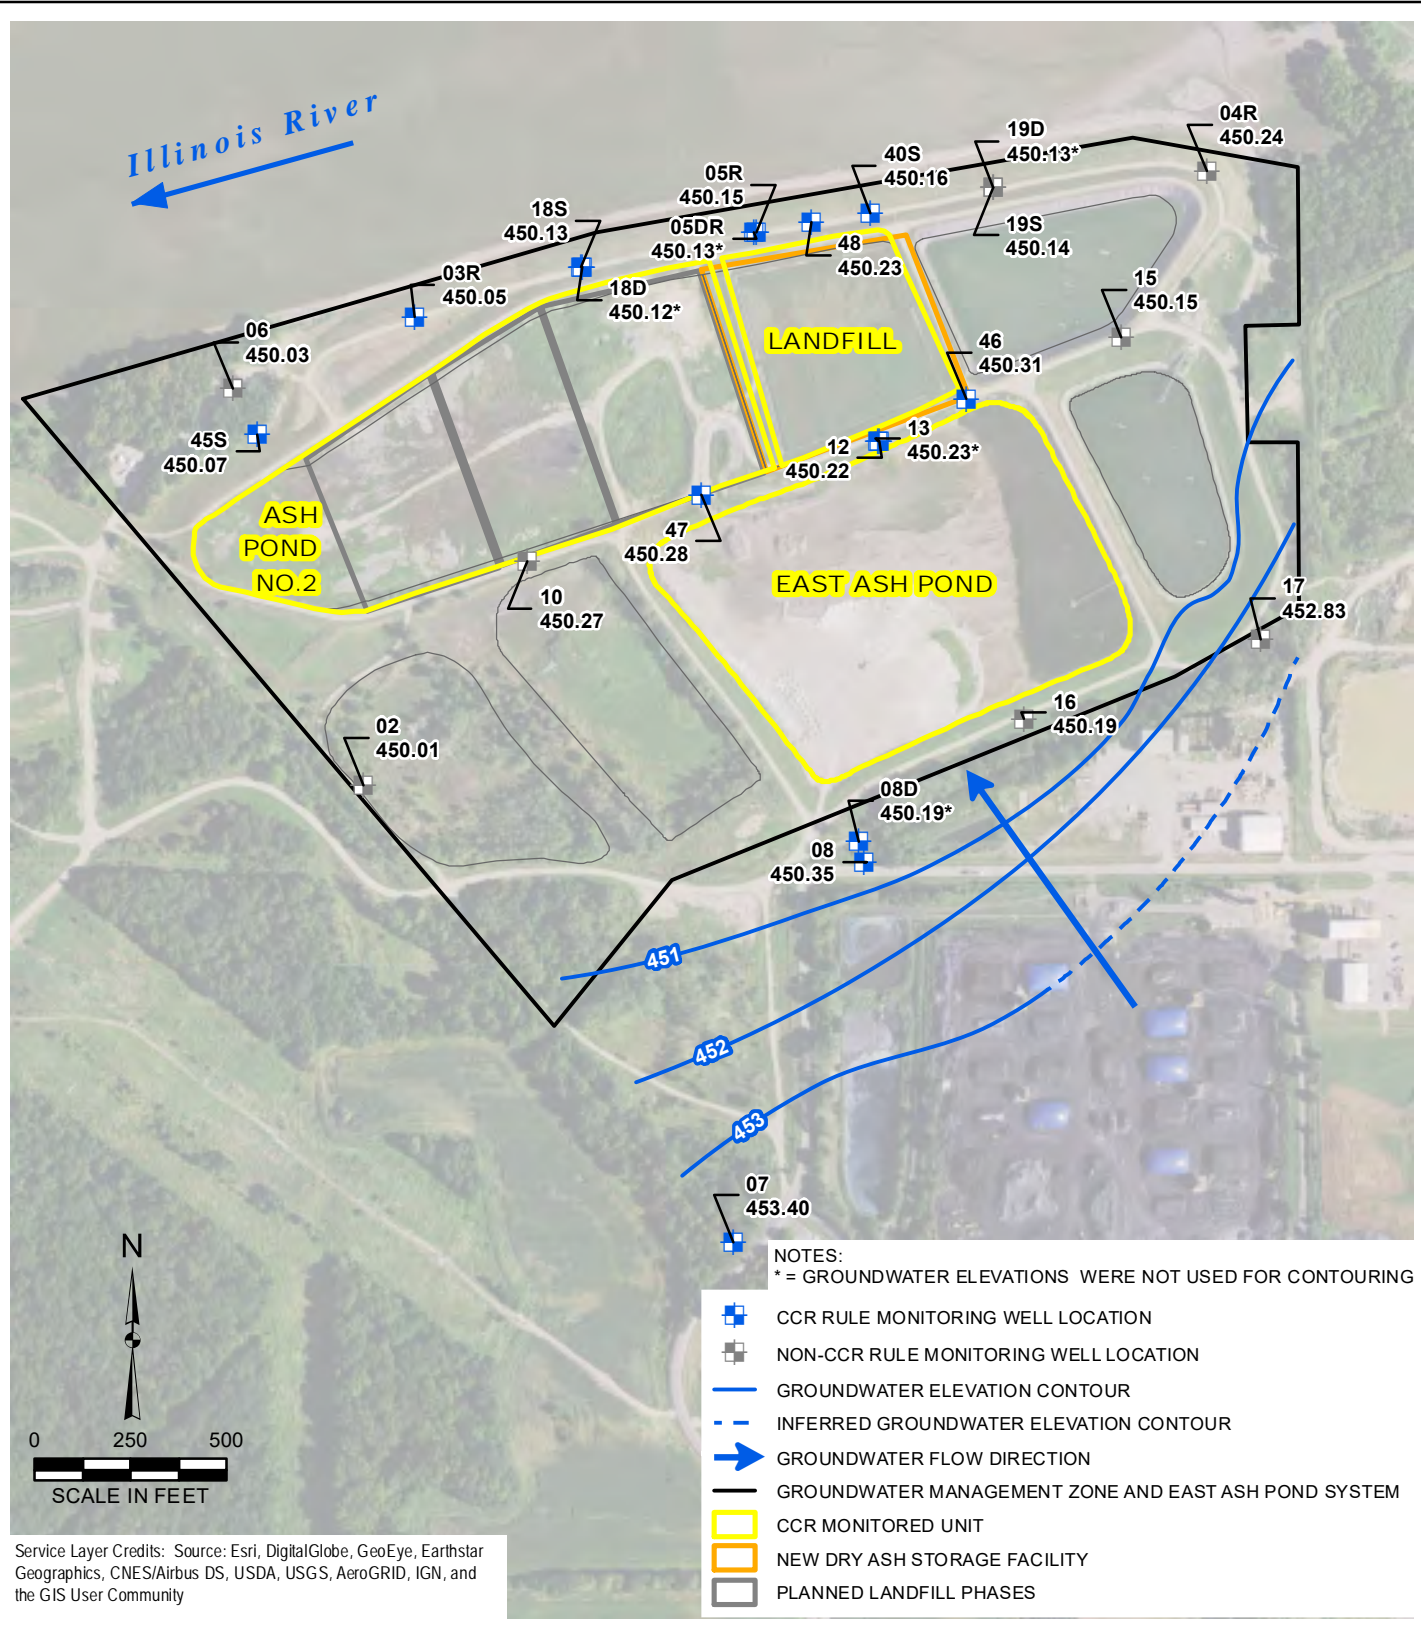 Illinois River
04R
450.24
19D
450.13*
40S
450.16
05R
450.15
18S
450.13
05DR
450.13*
19S
450.14
48
450.23
03R
450.05
18D
450.12*
15
450.15
06
450.03
LANDFILL
46
450.31
45S
450.07
12
450.22
13
450.23*
ASH
POND
NO.2
47
450.28
EAST ASH POND
10
450.27
17
452.83
16
450.19
02
450.01
08D
450.19*
08
450.35
451
452
453
07
453.40
N
0 250 500
SCALE IN FEET
NOTES:
* = GROUNDWATER ELEVATIONS WERE NOT USED FOR CONTOURING
CCR RULE MONITORING WELL LOCATION
NON-CCR RULE MONITORING WELL LOCATION
GROUNDWATER ELEVATION CONTOUR
INFERRED GROUNDWATER ELEVATION CONTOUR
GROUNDWATER FLOW DIRECTION
GROUNDWATER MANAGEMENT ZONE AND EAST ASH POND SYSTEM
CCR MONITORED UNIT
NEW DRY ASH STORAGE FACILITY
PLANNED LANDFILL PHASES
Service Layer Credits: Source: Esri, DigitalGlobe, GeoEye, Earthstar
Geographics, CNES/Airbus DS, USDA, USGS, AeroGRID, IGN, and
the GIS User Community